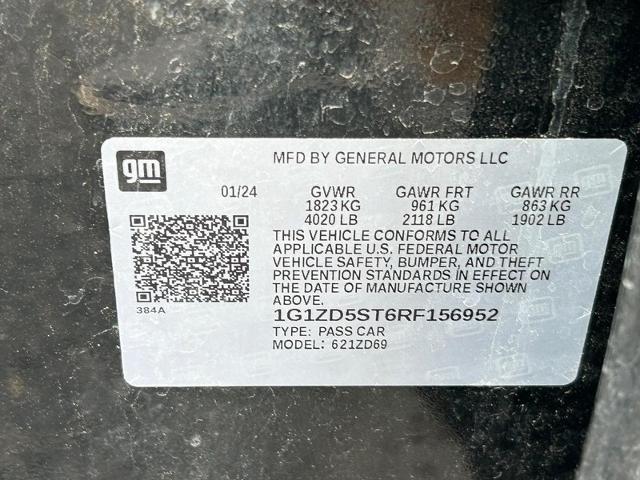 gm
MFD BY GENERAL MOTORS LLC
01/24 GVWR GAWR FRT GAWR RR
1823 KG 961 KG 863 KG
4020 LB 2118 LB 1902 LB
THIS VEHICLE CONFORMS TO ALL
APPLICABLE U.S. FEDERAL MOTOR
VEHICLE SAFETY, BUMPER, AND THEFT
PREVENTION STANDARDS IN EFFECT ON
THE DATE OF MANUFACTURE SHOWN
ABOVE.
384A
1G1ZD5ST6RF156952
TYPE: PASS CAR
MODEL: 621ZD69